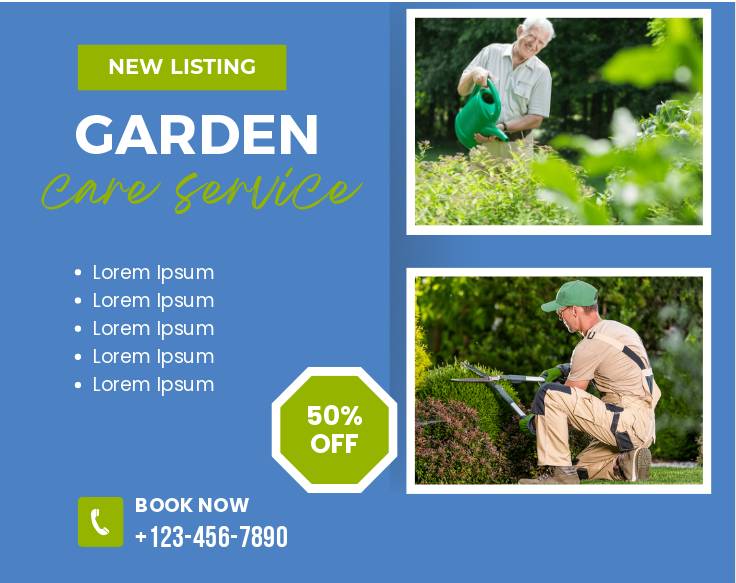 NEW LISTING
GARDEN
care service
• Lorem Ipsum
• Lorem Ipsum
• Lorem Ipsum
• Lorem Ipsum
• Lorem Ipsum
50%
OFF
BOOK NOW
+123-456-7890